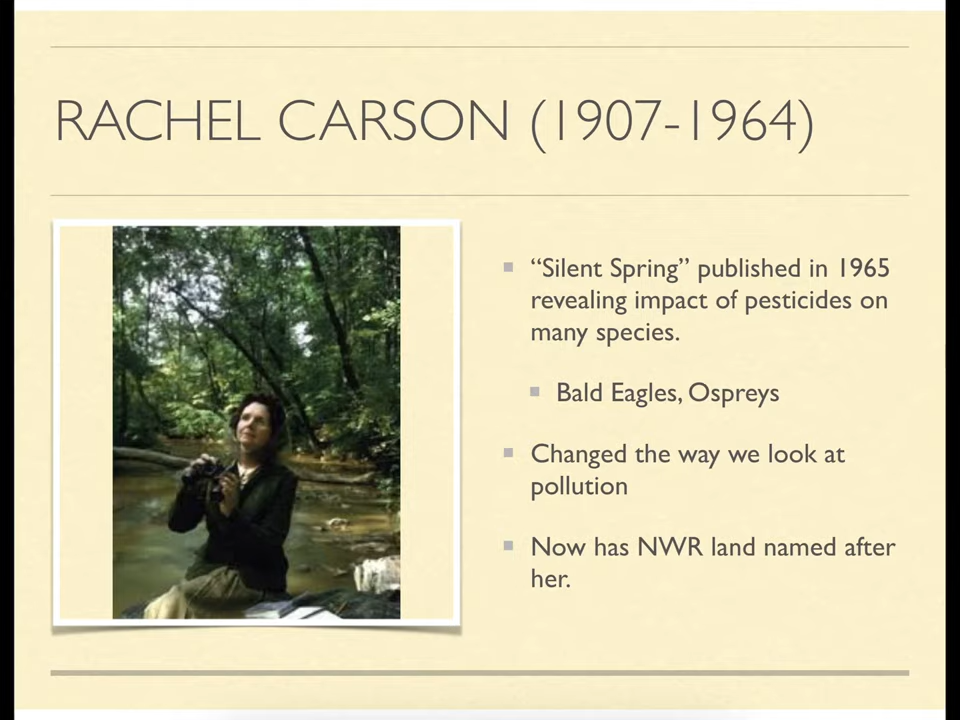 RACHEL CARSON (1907-1964)
“Silent Spring” published in 1965
revealing impact of pesticides on
many species.
Bald Eagles, Ospreys
Changed the way we look at
pollution
Now has NWR land named after
her.